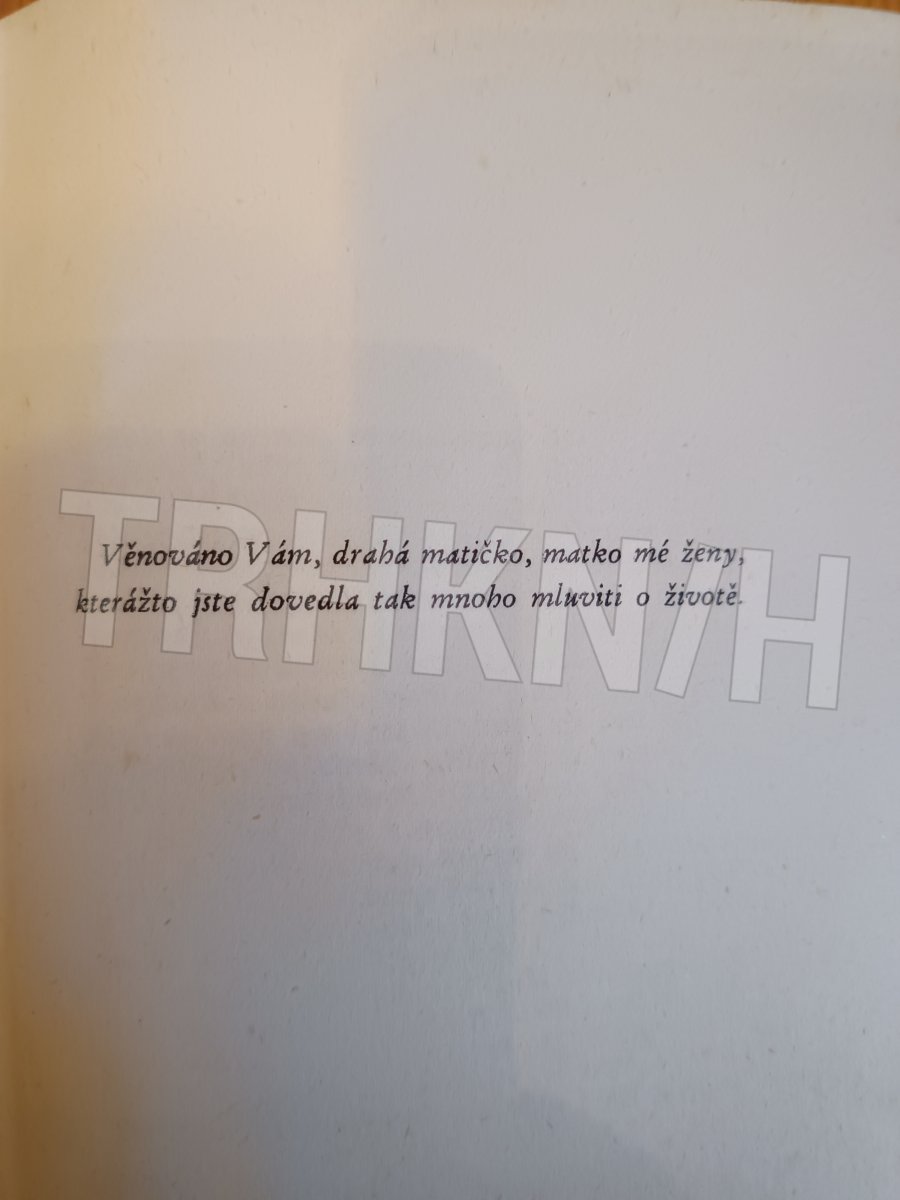 Věnováno Vám, drahá matičko, matko mé ženy,
kterážto jste dovedla tak mnoho mluviti o životě.
TRHKNIH